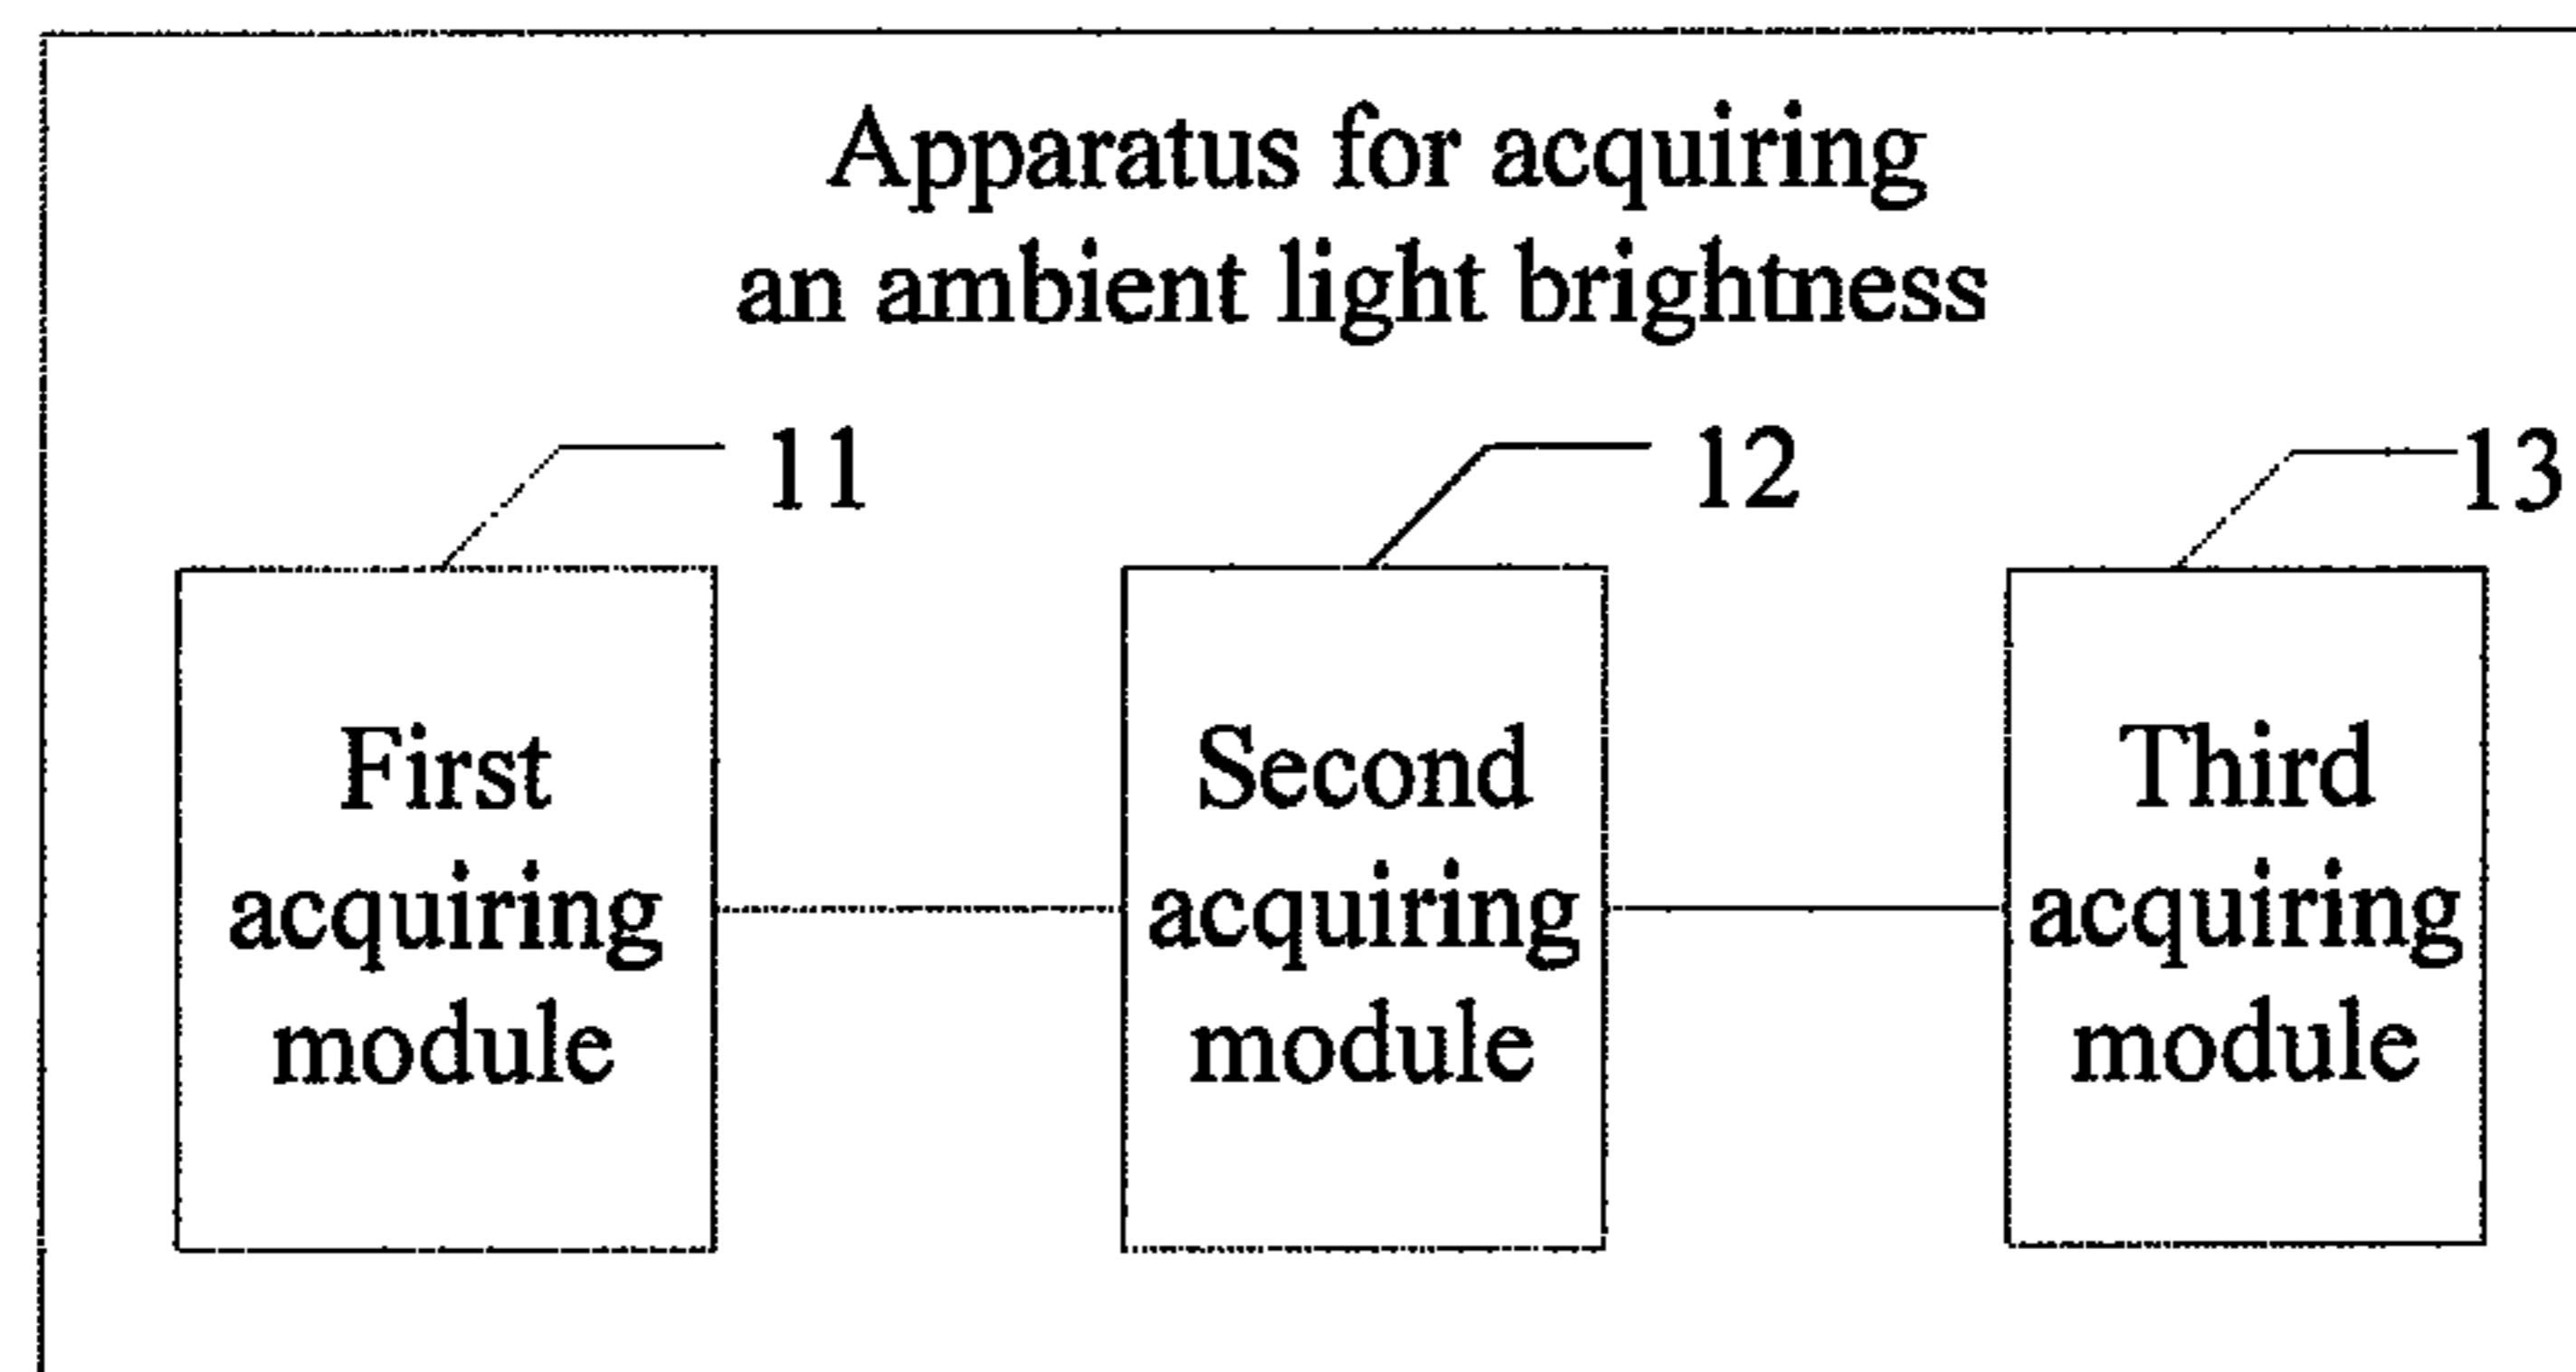 Apparatus for acquiring
an ambient light brightness
11
12
13
First
acquiring
module
Second
acquiring
module
Third
acquiring
module